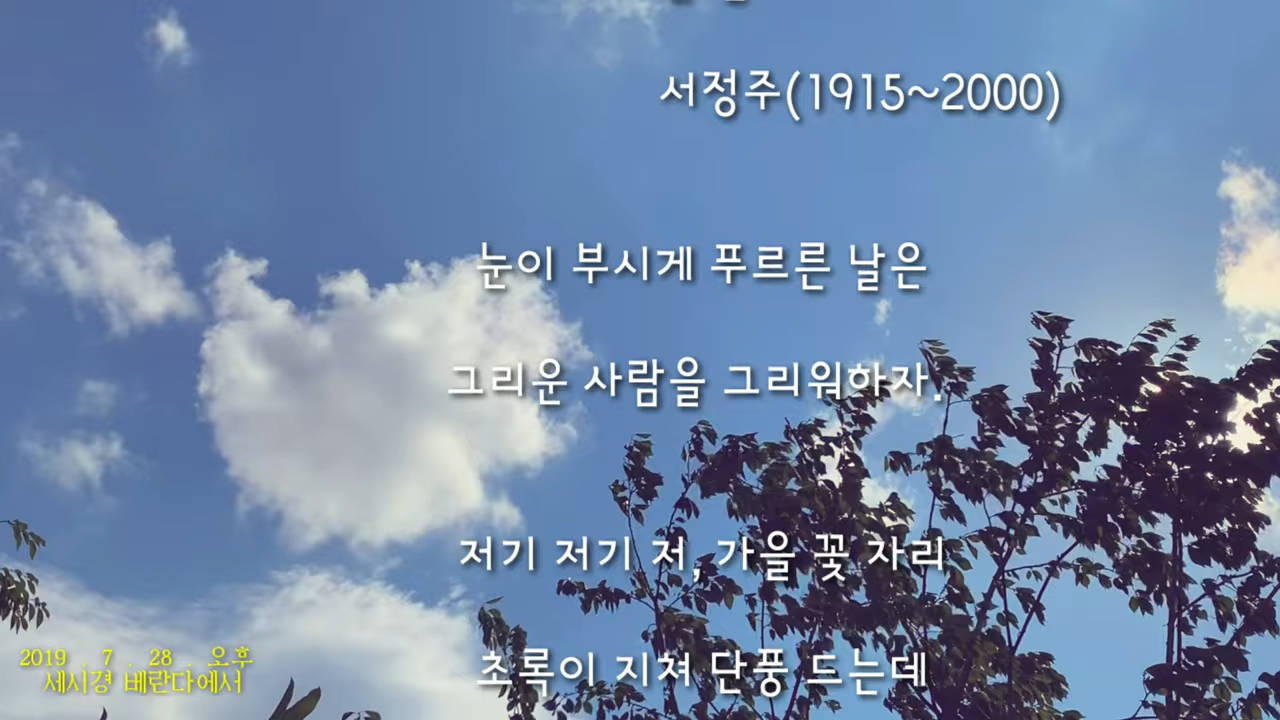 서정주(1915~2000)
눈이 부시게 푸르른 날은
그리운 사람을 그리워하자.
저기 저기 저, 가을 꽃 자리
초록이 지쳐 단풍 드는데
2019 . 7 . 28 . 오후
세시경 베란다에서